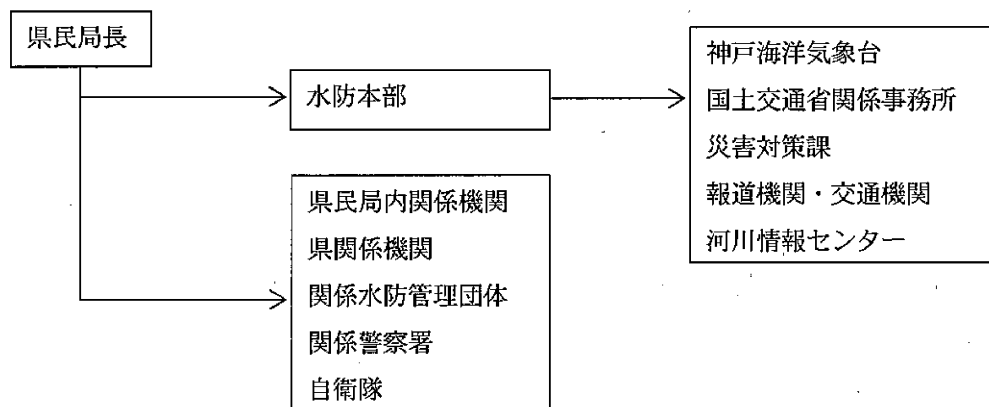 県民局長
水防本部
神戸海洋気象台
国土交通省関係事務所
災害対策課
報道機関・交通機関
河川情報センター
県民局内関係機関
県関係機関
関係水防管理団体
関係警察署
自衛隊